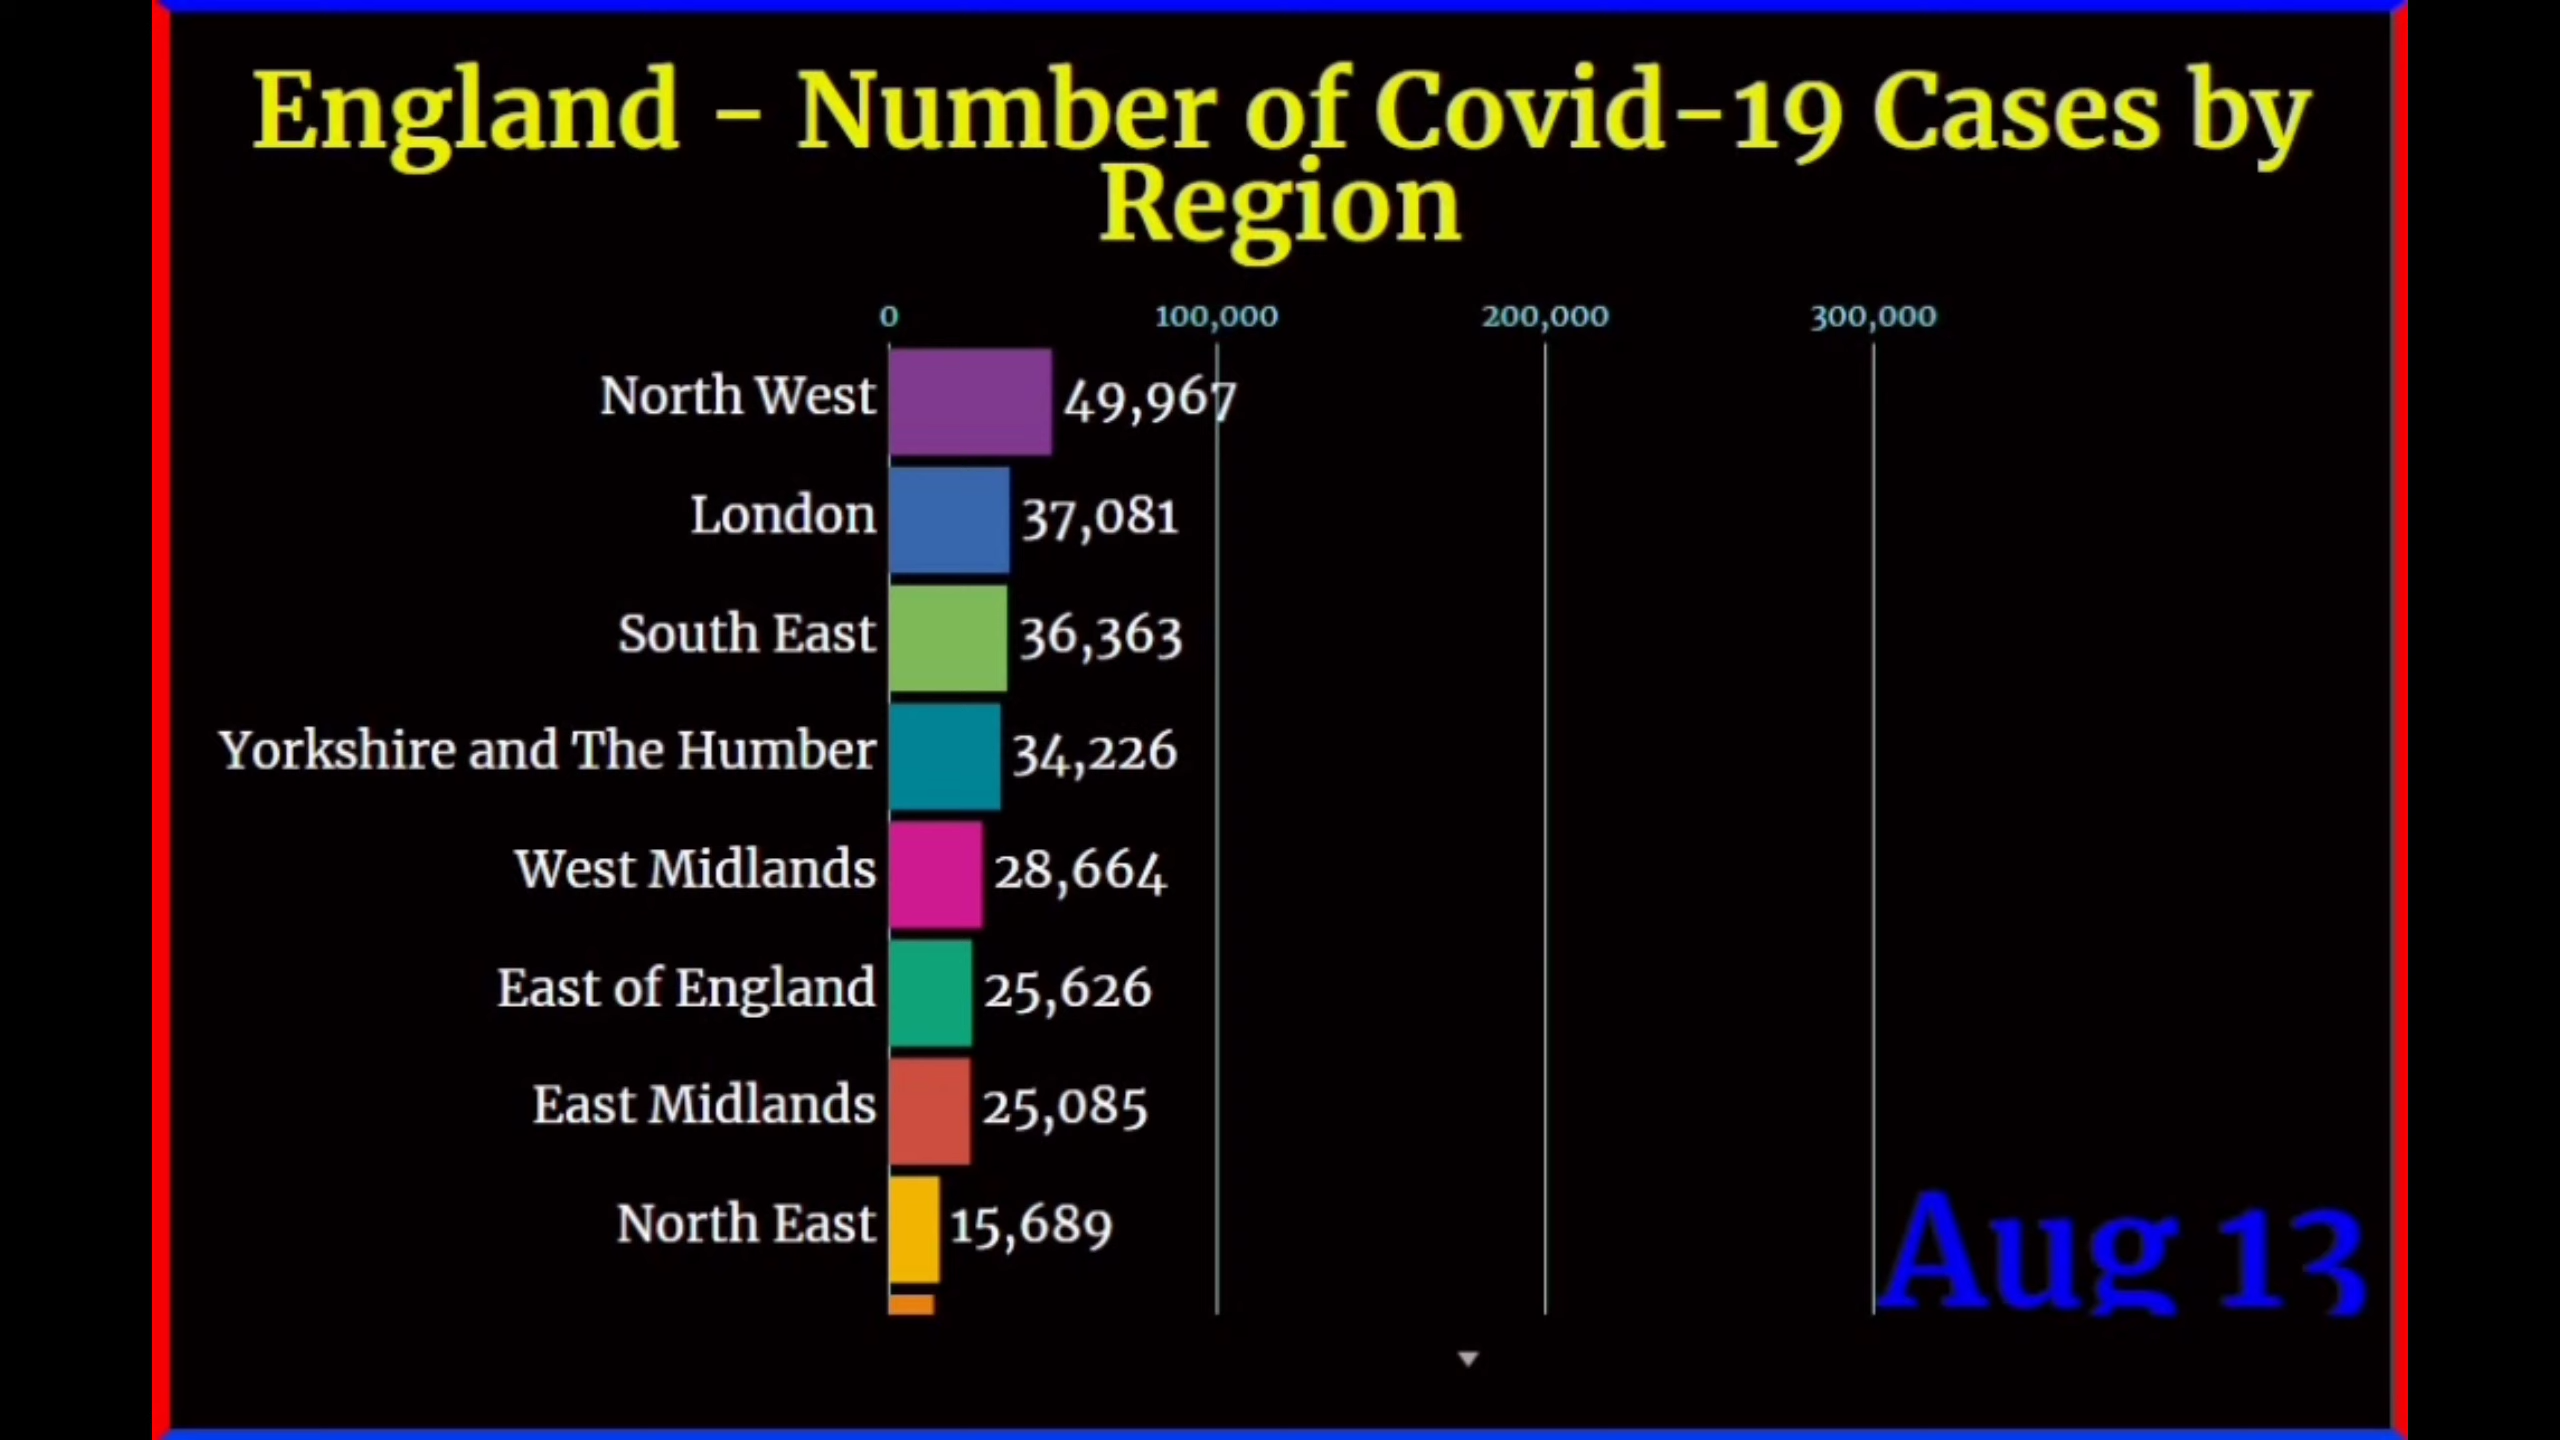 England - Number of Covid-19 Cases by
Region
0 100,000 200,000 300,000
North West 49,967
London 37,081
South East 36,363
Yorkshire and The Humber 34,226
West Midlands 28,664
East of England 25,626
East Midlands 25,085
North East 15,689
Aug 13